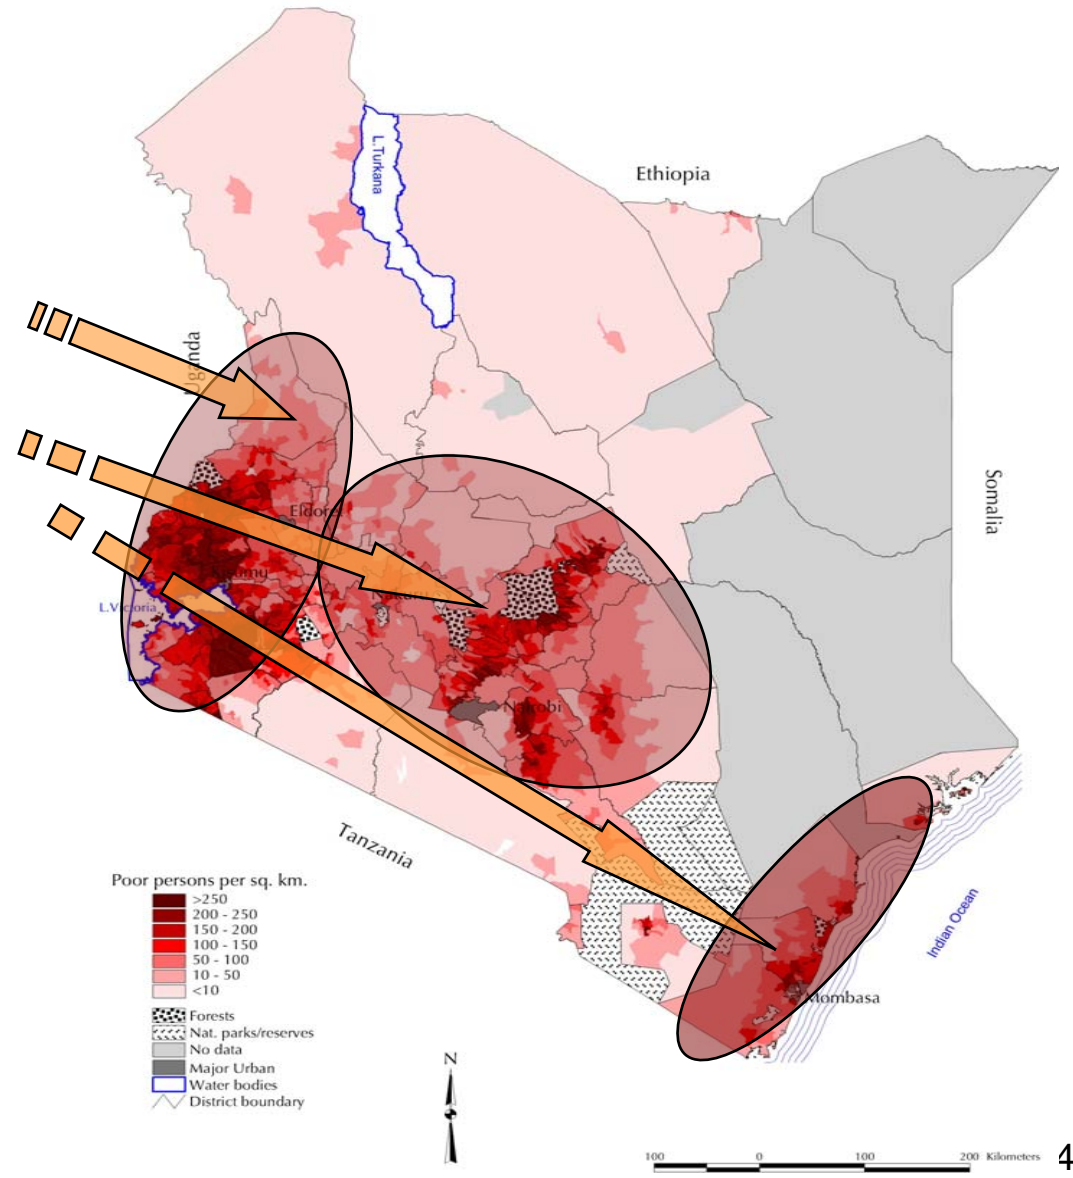 L.Turkana
Ethiopia
Uganda
Somalia
Eldoret
Kisumu
L.Victoria
Nairobi
Tanzania
Indian Ocean
Mombasa
Poor persons per sq. km.
>250
200 - 250
150 - 200
100 - 150
50 - 100
10 - 50
<10
Forests
Nat. parks/reserves
No data
Major Urban
Water bodies
District boundary
N
100 0 100 200 Kilometers
4